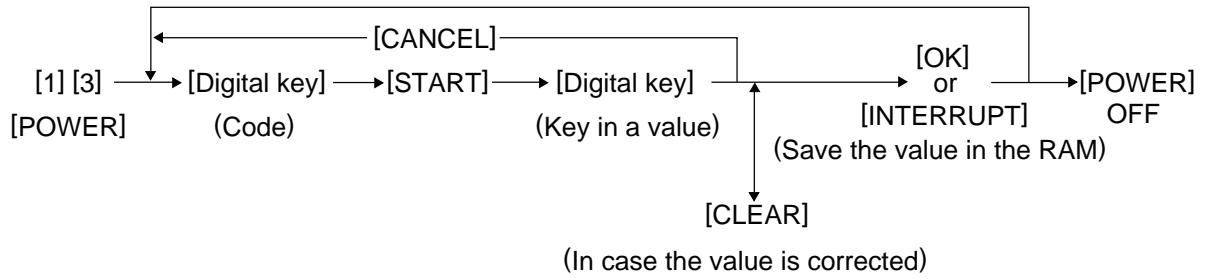 [CANCEL]
[1] [3] [Digital key] [START] [Digital key] [OK] or [INTERRUPT] [POWER] OFF
[POWER] (Code) (Key in a value) (Save the value in the RAM)
[CLEAR]
(In case the value is corrected)